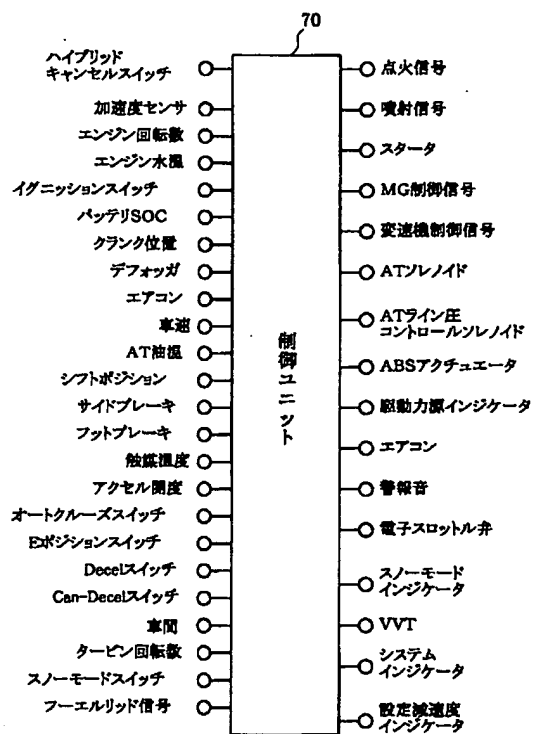 70
ハイブリッド
キャンセルスイッチ
加速度センサ
エンジン回転数
エンジン水温
イグニッションスイッチ
バッテリSOC
クランク位置
デフォッガ
エアコン
車速
AT油温
シフトポジション
サイドブレーキ
フットブレーキ
触媒温度
アクセル開度
オートクルーズスイッチ
Eポジションスイッチ
Decelスイッチ
Can-Decelスイッチ
車間
タービン回転数
スノーモードスイッチ
フューエルリッド信号
制御ユニット
点火信号
噴射信号
スタータ
MG制御信号
変速機制御信号
ATソレノイド
ATライン圧
コントロールソレノイド
ABSアクチュエータ
駆動力源インジケータ
エアコン
警報音
電子スロットル弁
スノーモード
インジケータ
VVT
システム
インジケータ
設定減速度
インジケータ